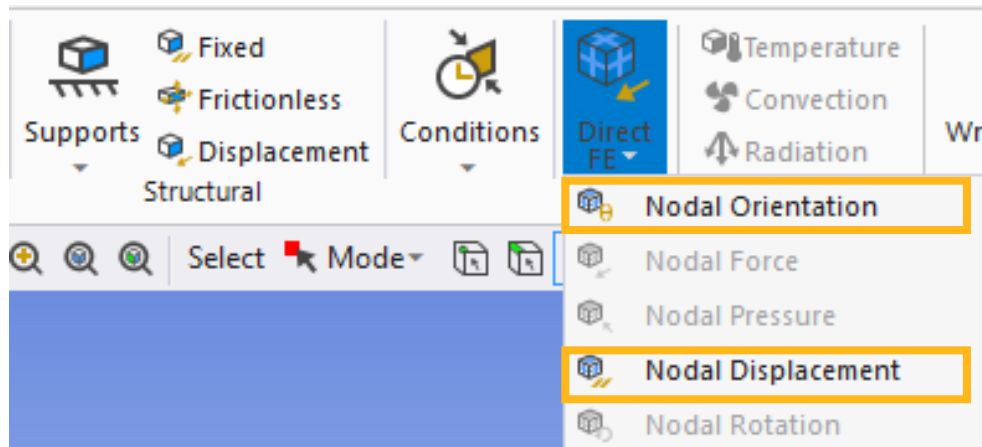 Fixed
Frictionless
Displacement
Supports
Structural
Conditions
Direct
FE
Temperature
Convection
Radiation
Wr
Select
Mode
Nodal Orientation
Nodal Force
Nodal Pressure
Nodal Displacement
Nodal Rotation